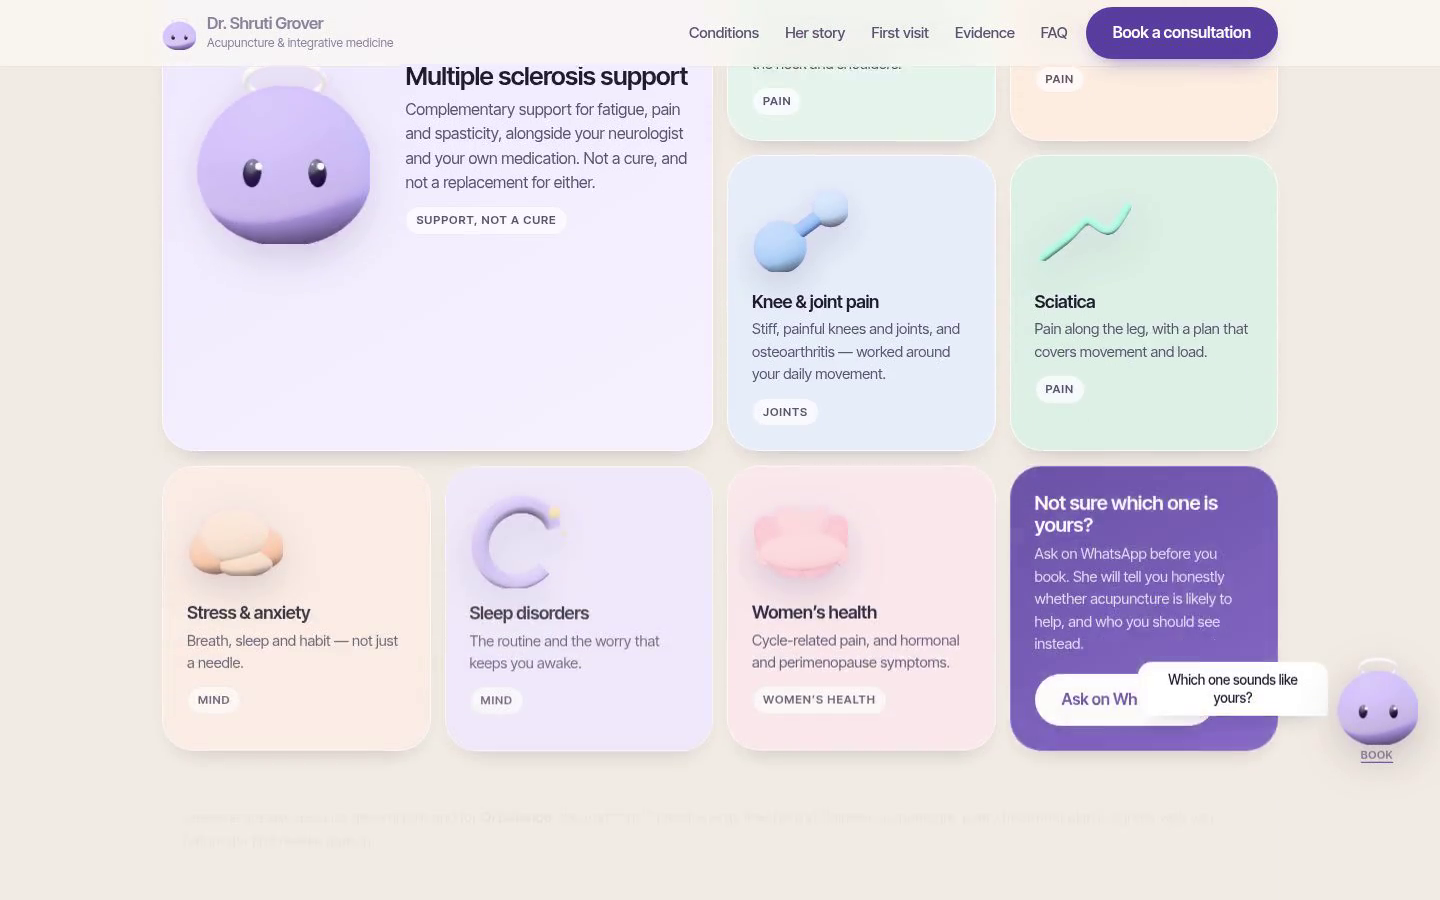 Dr. Shruti Grover
Acupuncture & integrative medicine
Conditions
Her story
First visit
Evidence
FAQ
Book a consultation
Multiple sclerosis support
Complementary support for fatigue, pain
and spasticity, alongside your neurologist
and your own medication. Not a cure, and
not a replacement for either.
SUPPORT, NOT A CURE
PAIN
PAIN
Knee & joint pain
Stiff, painful knees and joints, and
osteoarthritis — worked around
your daily movement.
JOINTS
Sciatica
Pain along the leg, with a plan that
covers movement and load.
PAIN
Stress & anxiety
Breath, sleep and habit — not just
a needle.
MIND
Sleep disorders
The routine and the worry that
keeps you awake.
MIND
Women’s health
Cycle-related pain, and hormonal
and perimenopause symptoms.
WOMEN’S HEALTH
Not sure which one is
yours?
Ask on WhatsApp before you
book. She will tell you honestly
whether acupuncture is likely to
help, and who you should see
instead.
Ask on Wh
Which one sounds like
yours?
BOOK